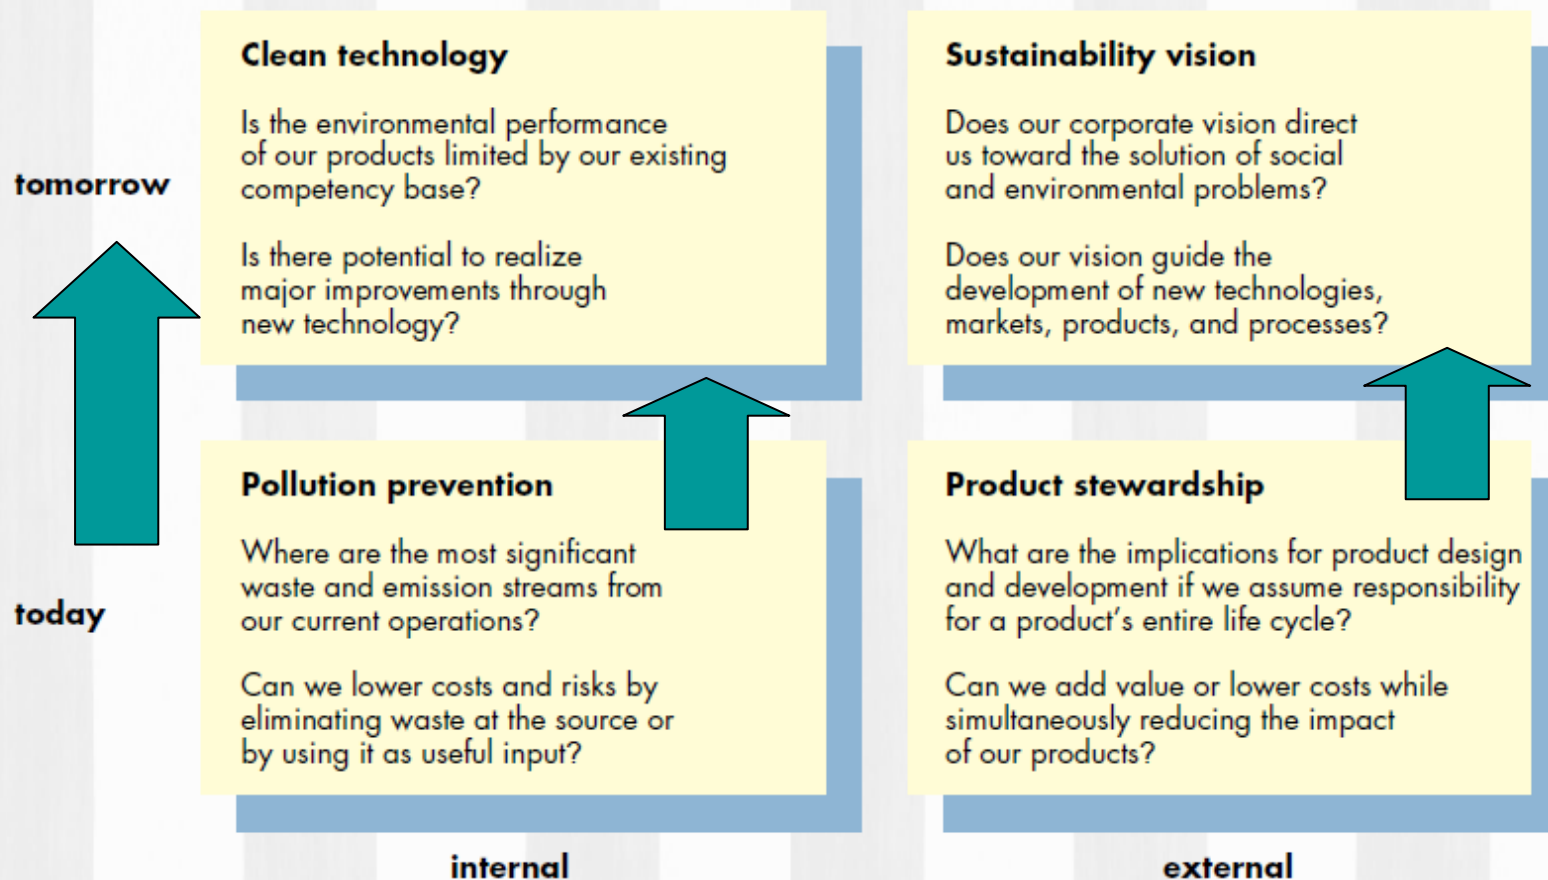 Clean technology
Is the environmental performance
of our products limited by our existing
competency base?
Is there potential to realize
major improvements through
new technology?
Sustainability vision
Does our corporate vision direct
us toward the solution of social
and environmental problems?
Does our vision guide the
development of new technologies,
markets, products, and processes?
tomorrow
Pollution prevention
Where are the most significant
waste and emission streams from
our current operations?
Can we lower costs and risks by
eliminating waste at the source or
by using it as useful input?
Product stewardship
What are the implications for product design
and development if we assume responsibility
for a product's entire life cycle?
Can we add value or lower costs while
simultaneously reducing the impact
of our products?
today
internal
external